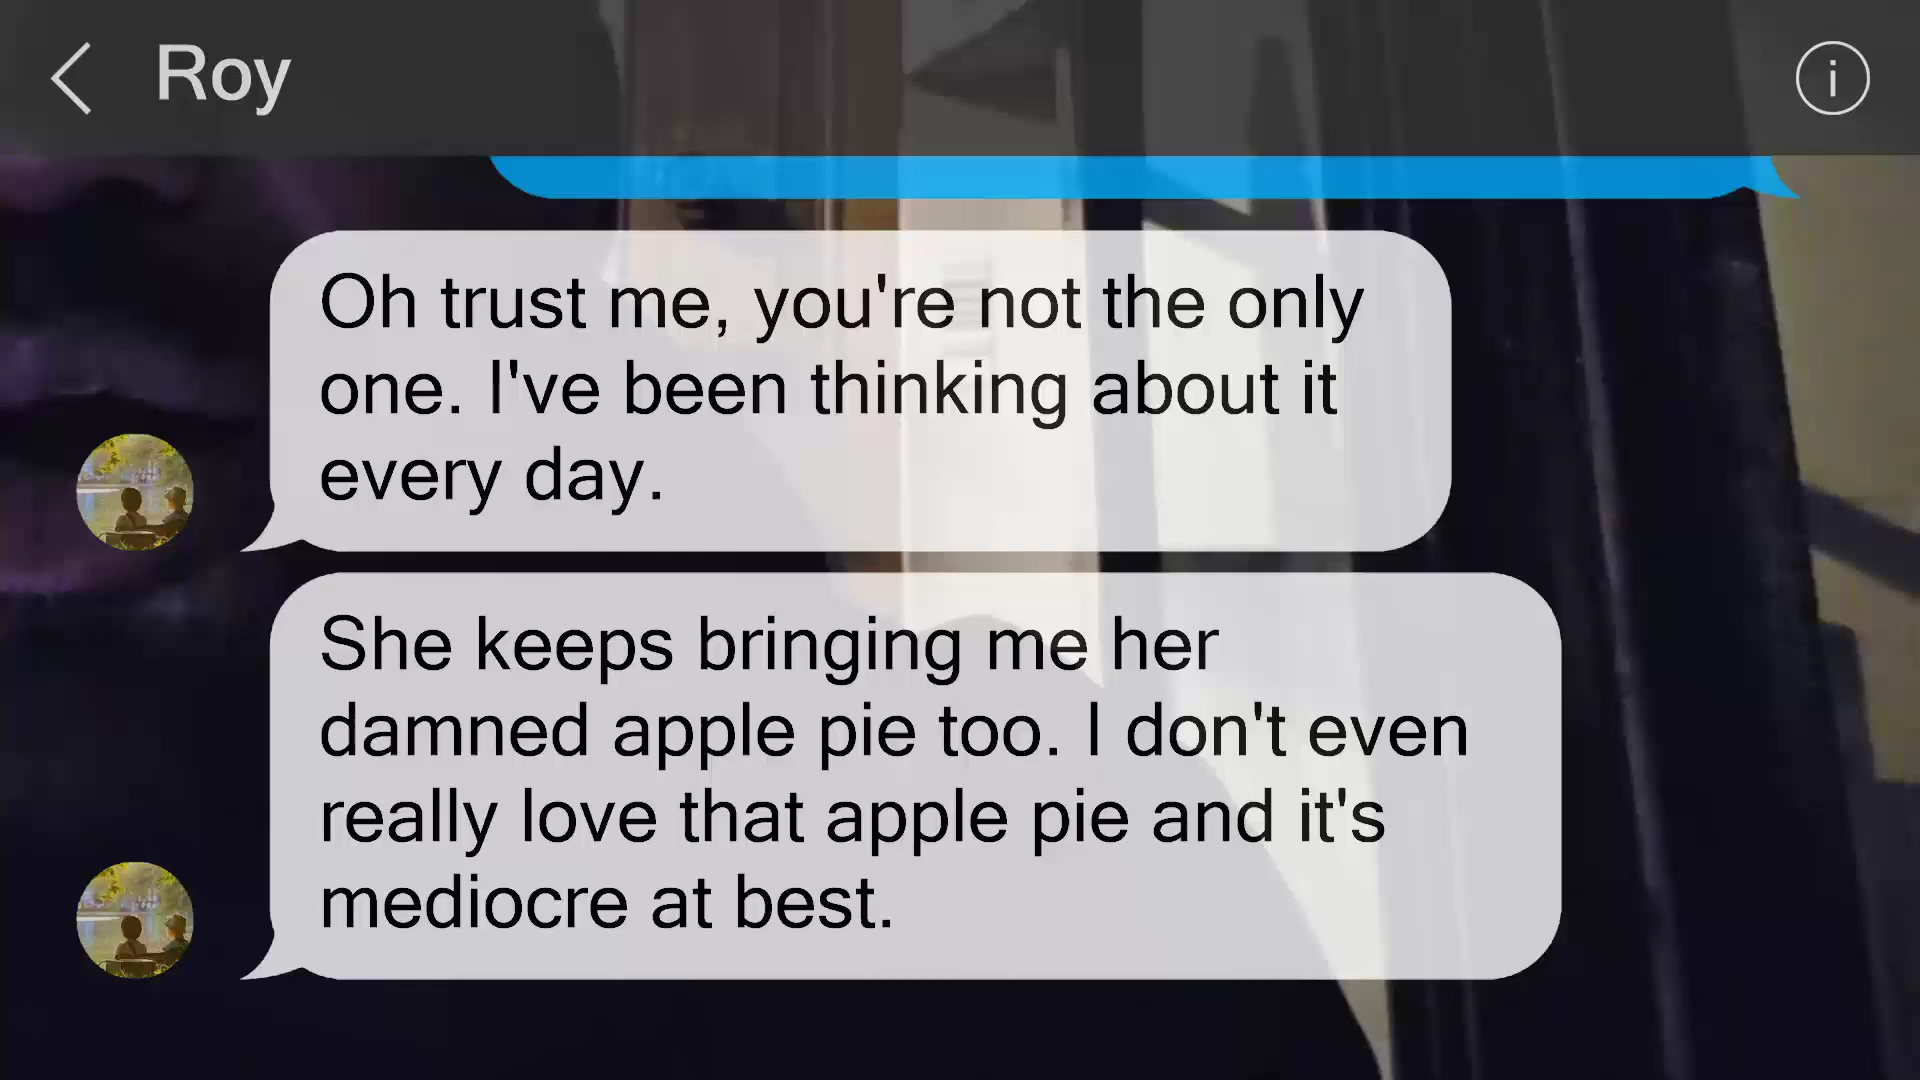 Roy
i
Oh trust me, you're not the only
one. I've been thinking about it
every day.
She keeps bringing me her
damned apple pie too. I don't even
really love that apple pie and it's
mediocre at best.